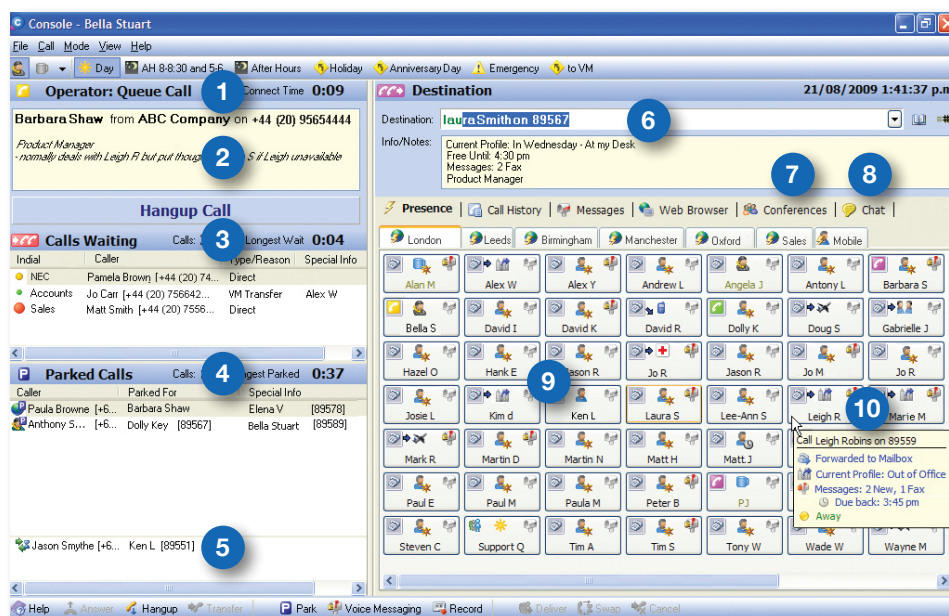 Console - Bella Stuart
File Call Mode View Help
Day AH 8-8:30 and 5-6 After Hours Holiday Anniversary Day Emergency to VM
Operator: Queue Call 1 Connect Time 0:09
Barbara Shaw from ABC Company on +44 (20) 95654444
Product Manager
- normally deals with Leigh R but put though 2 S if Leigh unavailable
Hangup Call
Calls Waiting Calls: 3 Longest Wait 0:04
Indial Caller Type/Reason Special Info
NEC Pamela Brown [+44 (20) 74... Direct
Accounts Jo Carr [+44 (20) 756642... VM Transfer Alex W
Sales Matt Smith [+44 (20) 7556... Direct
Parked Calls Calls: 4 Longest Parked 0:37
Caller Parked For Special Info
Paula Browne [+6... Barbara Shaw Elena V [89578]
Anthony S... [+6... Dolly Key [89567] Bella Stuart [89589]
Jason Smythe [+6... Ken L [89551] 5
Destination 21/08/2009 1:41:37 p.m
Destination: lauraSmith on 89567 6
Info/Notes: Current Profile: In Wednesday - At my Desk
Free Until: 4:30 pm
Messages: 2 Fax
Product Manager
7 8
Presence Call History Messages Web Browser Conferences Chat
London Leeds Birmingham Manchester Oxford Sales Mobile
Alan M Alex W Alex Y Andrew L Angela J Antony L Barbara S
Bella S David I David K David R Dolly K Doug S Gabrielle J
Hazel O Hank E Jason R Jo R Jason R Jo M Jo R
9
Josie L Kim d Ken L Laura S Lee-Ann S Leigh R 10 Marie M
Mark R Martin D Martin N Matt H Matt J
Paul E Paul M Paula M Peter B PJ
Steven C Support Q Tim A Tim S Tony W Wade W Wayne M
Call Leigh Robins on 89559
Forwarded to Mailbox
Current Profile: Out of Office
Messages: 2 New, 1 Fax
Due back: 3:45 pm
Away
Help Answer Hangup Transfer Park Voice Messaging Record Deliver Swap Cancel